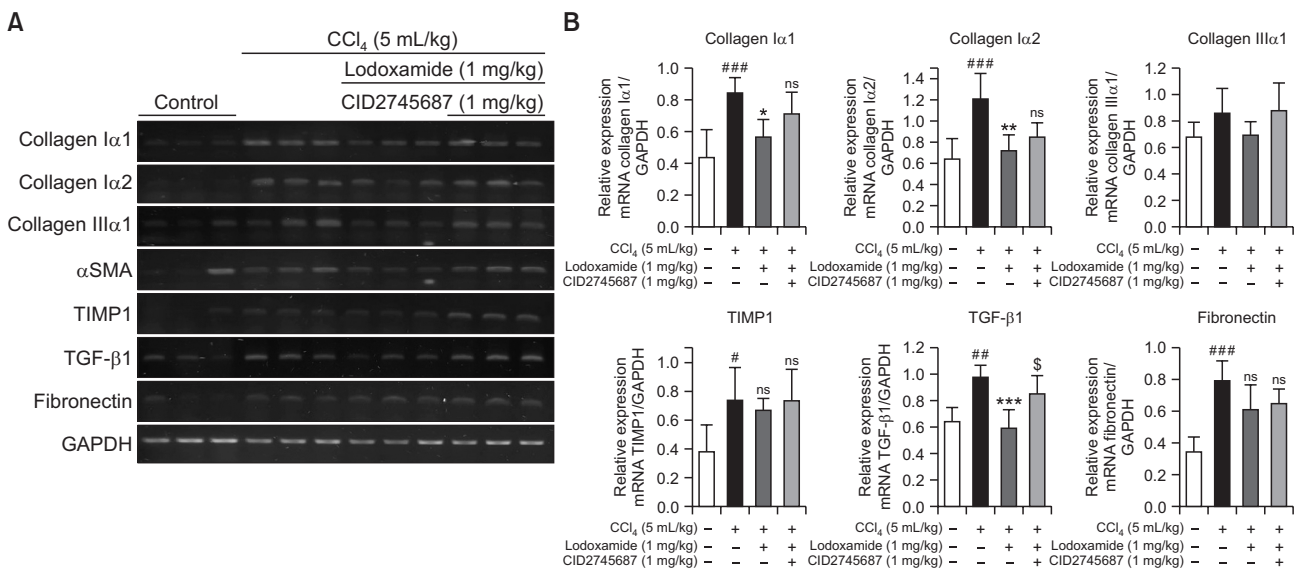 A
CCl4 (5 mL/kg)
Lodoxamide (1 mg/kg)
Control
CID2745687 (1 mg/kg)
Collagen Iα1
Collagen Iα2
Collagen IIIα1
αSMA
TIMP1
TGF-β1
Fibronectin
GAPDH
B
Collagen Iα1
Relative expression
mRNA collagen Iα1/
GAPDH
1.0
0.8
0.6
0.4
0.2
0.0
###
*
ns
CCl4 (5 mL/kg) – + + +
Lodoxamide (1 mg/kg) – – + +
CID2745687 (1 mg/kg) – – – +
Collagen Iα2
Relative expression
mRNA collagen Iα2/
GAPDH
1.4
1.2
1.0
0.8
0.6
0.4
0.2
0.0
###
**
ns
CCl4 (5 mL/kg) – + + +
Lodoxamide (1 mg/kg) – – + +
CID2745687 (1 mg/kg) – – – +
Collagen IIIα1
Relative expression
mRNA collagen IIIα1/
GAPDH
1.2
1.0
0.8
0.6
0.4
0.2
0.0
CCl4 (5 mL/kg) – + + +
Lodoxamide (1 mg/kg) – – + +
CID2745687 (1 mg/kg) – – – +
TIMP1
Relative expression
mRNA TIMP1/GAPDH
1.0
0.8
0.6
0.4
0.2
0.0
#
ns
ns
CCl4 (5 mL/kg) – + + +
Lodoxamide (1 mg/kg) – – + +
CID2745687 (1 mg/kg) – – – +
TGF-β1
Relative expression
mRNA TGF-β1/GAPDH
1.2
1.0
0.8
0.6
0.4
0.2
0.0
##
***
$
CCl4 (5 mL/kg) – + + +
Lodoxamide (1 mg/kg) – – + +
CID2745687 (1 mg/kg) – – – +
Fibronectin
Relative expression
mRNA fibronectin/
GAPDH
1.0
0.8
0.6
0.4
0.2
0.0
###
ns
ns
CCl4 (5 mL/kg) – + + +
Lodoxamide (1 mg/kg) – – + +
CID2745687 (1 mg/kg) – – – +